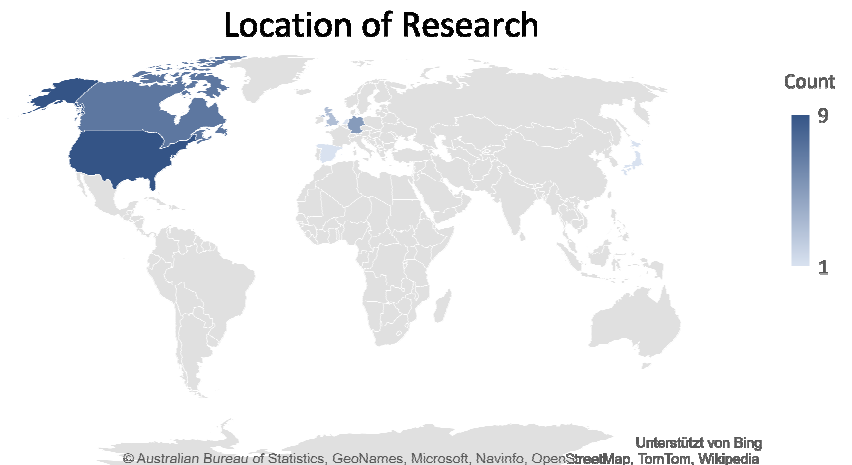 Location of Research
Count
9
1
Unterstützt von Bing
© Australian Bureau of Statistics, GeoNames, Microsoft, Navinfo, OpenStreetMap, TomTom, Wikipedia